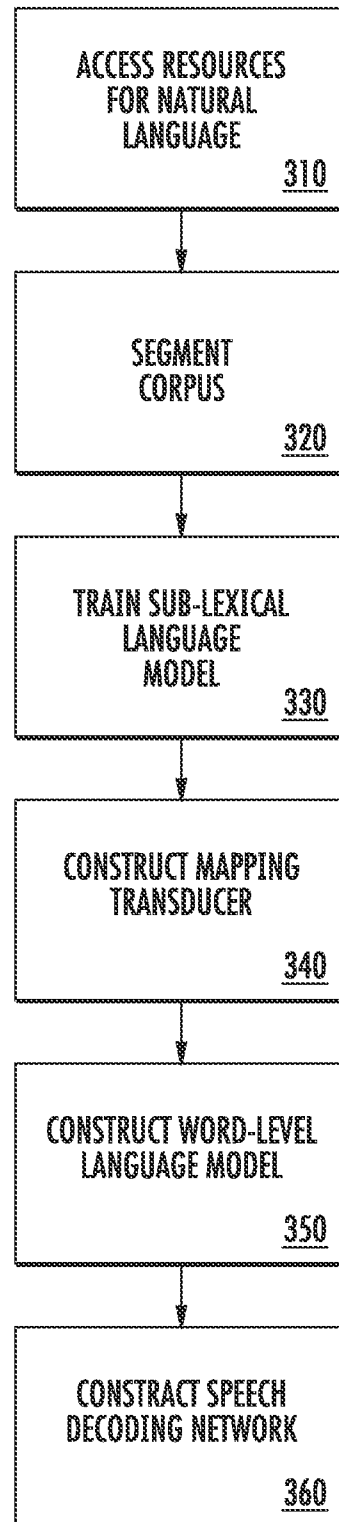 ACCESS RESOURCES
FOR NATURAL
LANGUAGE
310
SEGMENT
CORPUS
320
TRAIN SUB-LEXICAL
LANGUAGE
MODEL
330
CONSTRUCT MAPPING
TRANSDUCER
340
CONSTRUCT WORD-LEVEL
LANGUAGE MODEL
350
CONSTRACT SPEECH
DECODING NETWORK
360